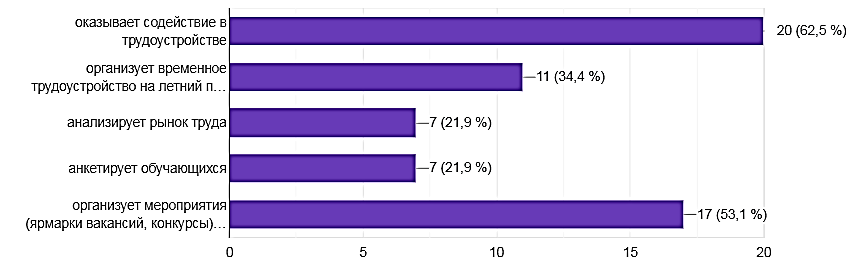 оказывает содействие в
трудоустройстве
20 (62,5 %)
организует временное
трудоустройство на летний п...
11 (34,4 %)
анализирует рынок труда
7 (21,9 %)
анкетирует обучающихся
7 (21,9 %)
организует мероприятия
(ярмарки вакансий, конкурсы)...
17 (53,1 %)
0 5 10 15 20